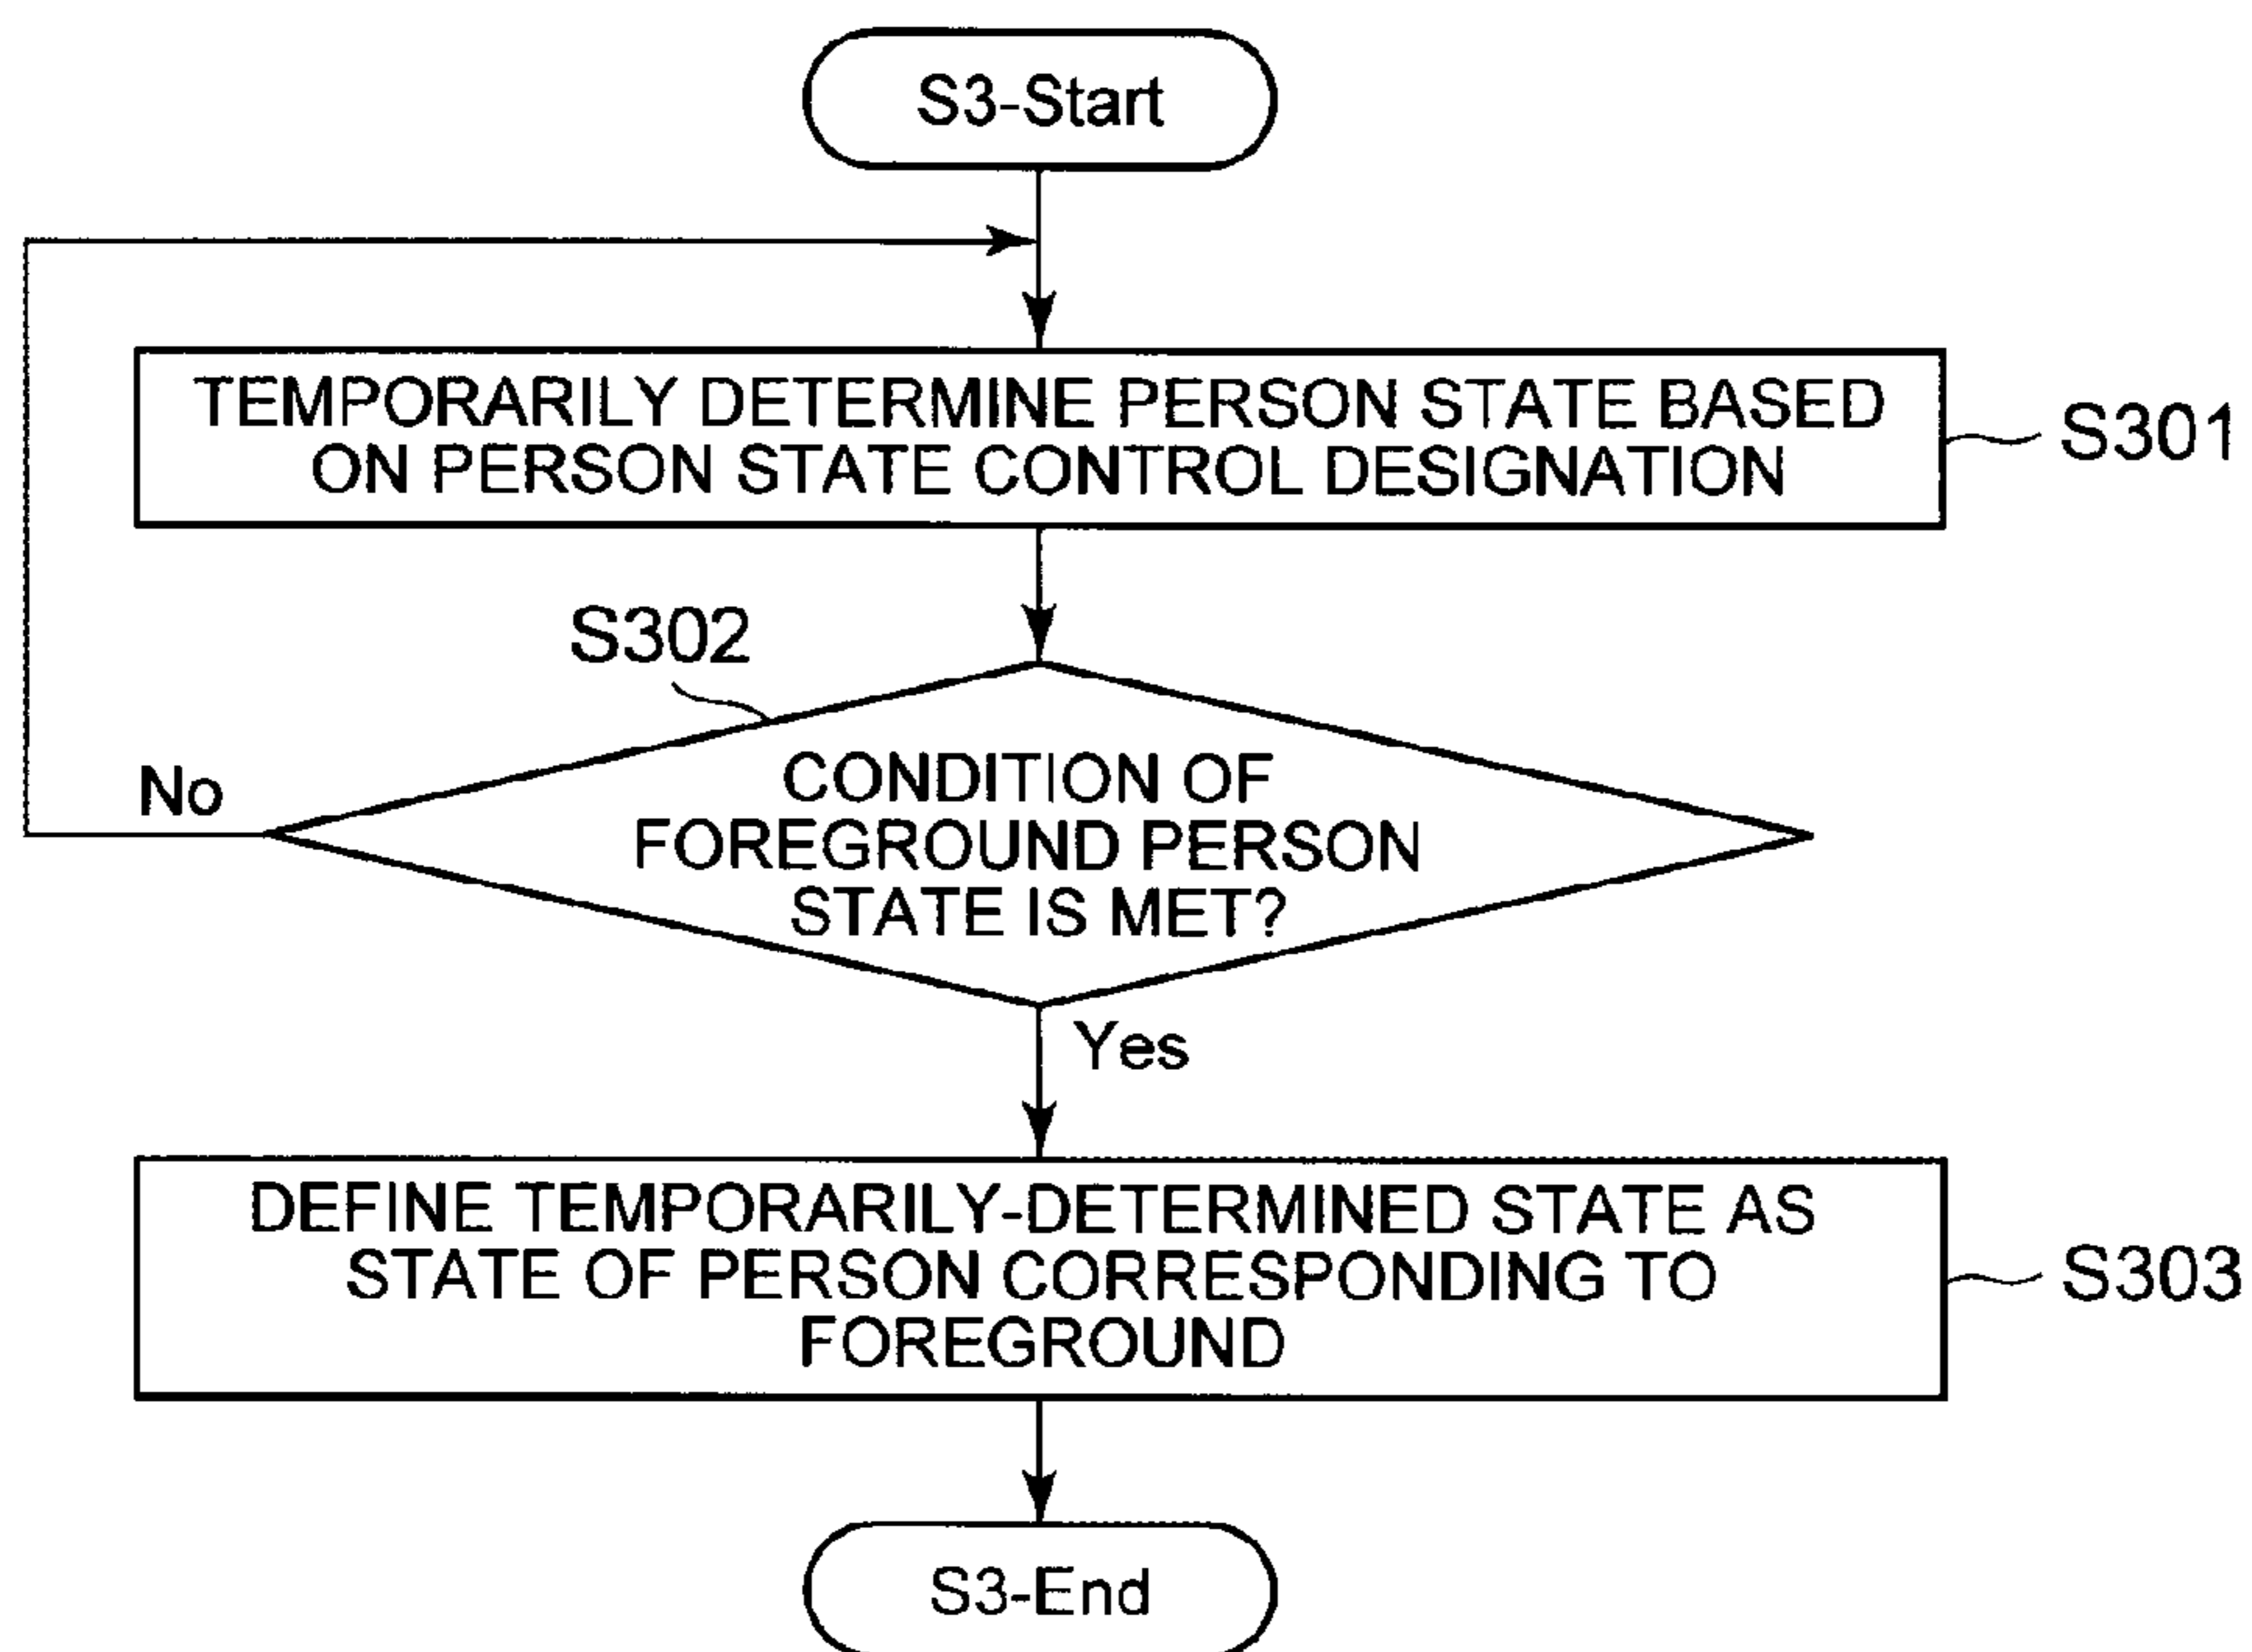 S3-Start
TEMPORARILY DETERMINE PERSON STATE BASED
ON PERSON STATE CONTROL DESIGNATION
S301
S302
CONDITION OF
FOREGROUND PERSON
STATE IS MET?
No
Yes
DEFINE TEMPORARILY-DETERMINED STATE AS
STATE OF PERSON CORRESPONDING TO
FOREGROUND
S303
S3-End